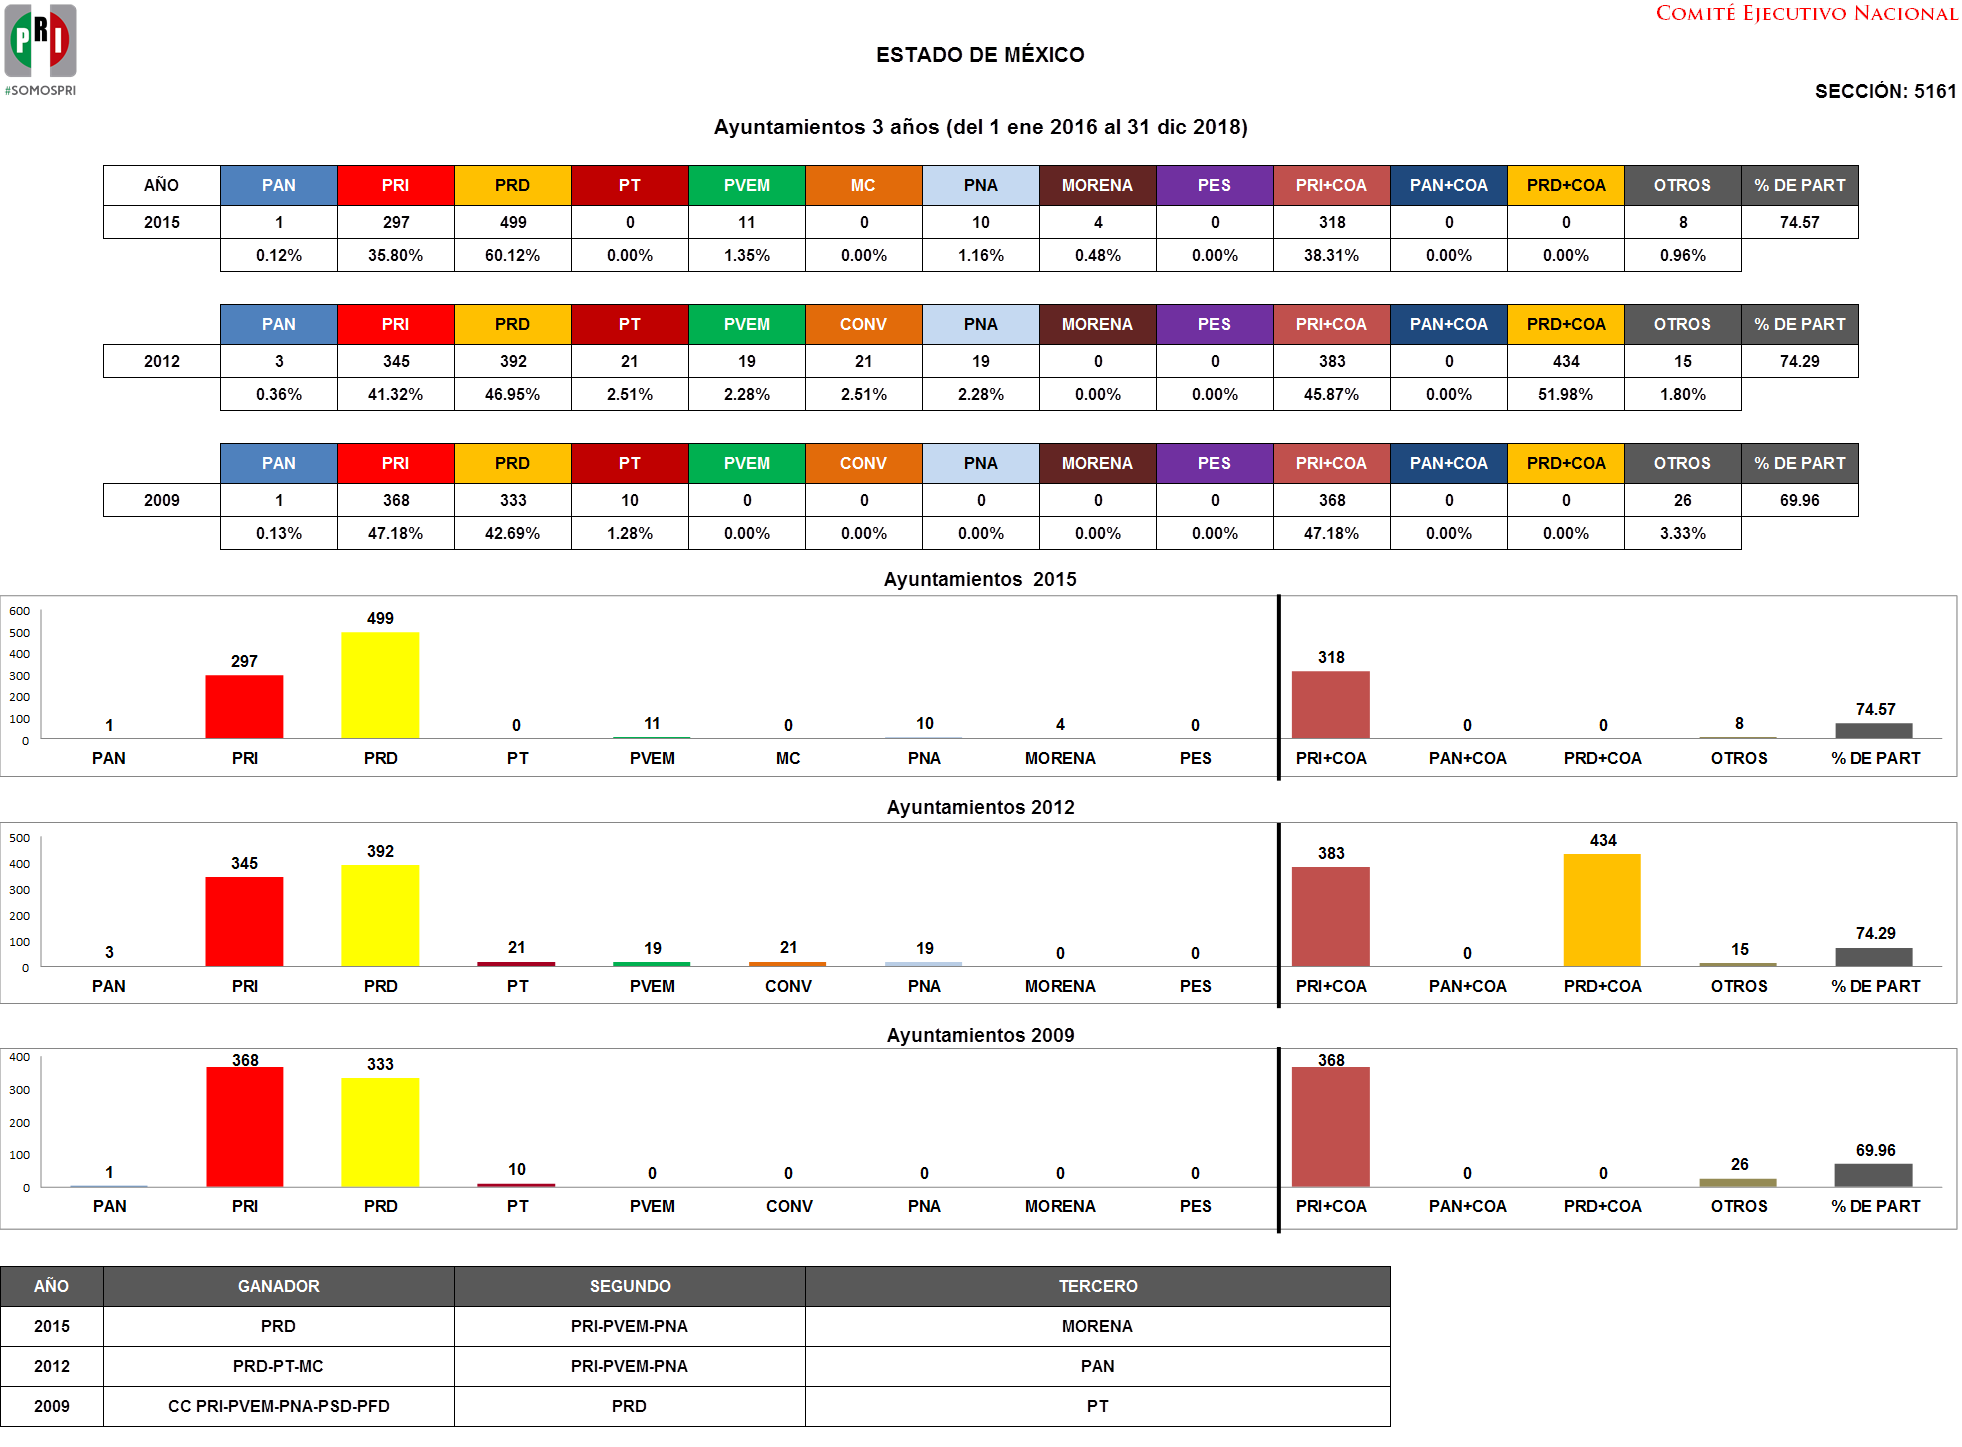 PRI
#SOMOSPRI
COMITÉ EJECUTIVO NACIONAL
ESTADO DE MÉXICO
SECCIÓN: 5161
Ayuntamientos 3 años (del 1 ene 2016 al 31 dic 2018)
AÑO PAN PRI PRD PT PVEM MC PNA MORENA PES PRI+COA PAN+COA PRD+COA OTROS % DE PART
2015 1 297 499 0 11 0 10 4 0 318 0 0 8 74.57
0.12% 35.80% 60.12% 0.00% 1.35% 0.00% 1.16% 0.48% 0.00% 38.31% 0.00% 0.00% 0.96%
PAN PRI PRD PT PVEM CONV PNA MORENA PES PRI+COA PAN+COA PRD+COA OTROS % DE PART
2012 3 345 392 21 19 21 19 0 0 383 0 434 15 74.29
0.36% 41.32% 46.95% 2.51% 2.28% 2.51% 2.28% 0.00% 0.00% 45.87% 0.00% 51.98% 1.80%
PAN PRI PRD PT PVEM CONV PNA MORENA PES PRI+COA PAN+COA PRD+COA OTROS % DE PART
2009 1 368 333 10 0 0 0 0 0 368 0 0 26 69.96
0.13% 47.18% 42.69% 1.28% 0.00% 0.00% 0.00% 0.00% 0.00% 47.18% 0.00% 0.00% 3.33%
Ayuntamientos 2015
600
500
400
300
200
100
0
1 297 499 0 11 0 10 4 0 318 0 0 8 74.57
PAN PRI PRD PT PVEM MC PNA MORENA PES PRI+COA PAN+COA PRD+COA OTROS % DE PART
Ayuntamientos 2012
500
400
300
200
100
0
3 345 392 21 19 21 19 0 0 383 0 434 15 74.29
PAN PRI PRD PT PVEM CONV PNA MORENA PES PRI+COA PAN+COA PRD+COA OTROS % DE PART
Ayuntamientos 2009
400
300
200
100
0
1 368 333 10 0 0 0 0 0 368 0 0 26 69.96
PAN PRI PRD PT PVEM CONV PNA MORENA PES PRI+COA PAN+COA PRD+COA OTROS % DE PART
AÑO GANADOR SEGUNDO TERCERO
2015 PRD PRI-PVEM-PNA MORENA
2012 PRD-PT-MC PRI-PVEM-PNA PAN
2009 CC PRI-PVEM-PNA-PSD-PFD PRD PT